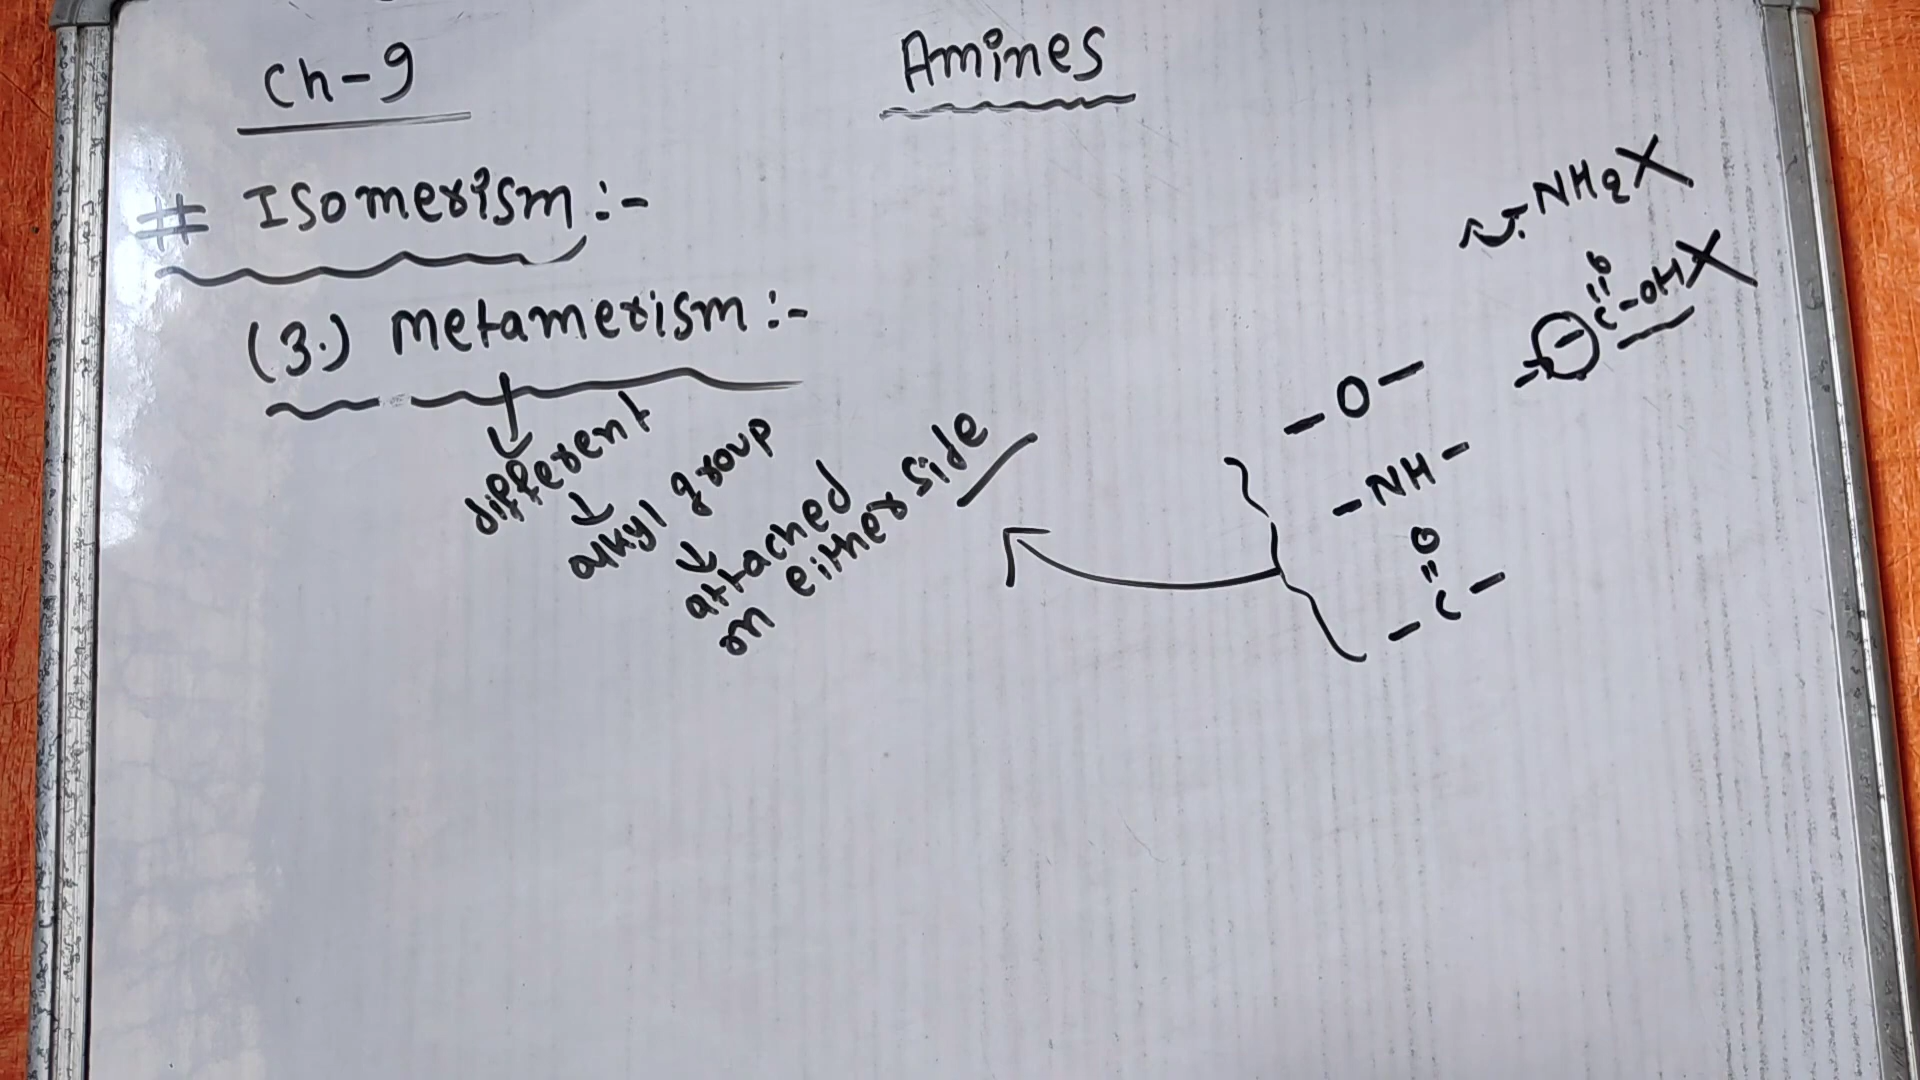 Ch-9
Amines
# Isomerism:-
(3.) Metamerism:-
different
alkyl group
attached
on either side
-NH2 X
O
||
C-OH X
-O-
-NH-
O
||
-C-